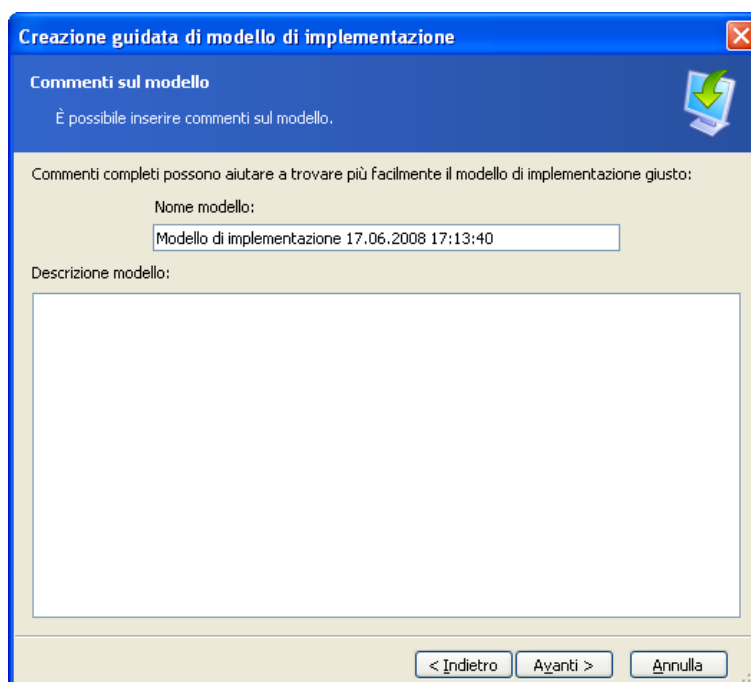 Creazione guidata di modello di implementazione
Commenti sul modello
È possibile inserire commenti sul modello.
Commenti completi possono aiutare a trovare più facilmente il modello di implementazione giusto:
Nome modello:
Modello di implementazione 17.06.2008 17:13:40
Descrizione modello:
< Indietro Avanti > Annulla